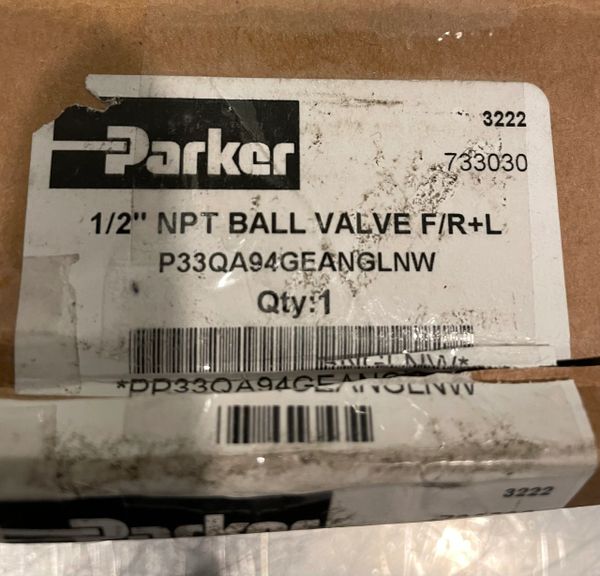 Parker
3222
733030
1/2" NPT BALL VALVE F/R+L
P33QA94GEANGLNW
Qty:1
*PP33QA94GEANGLNW*
3222
Parker